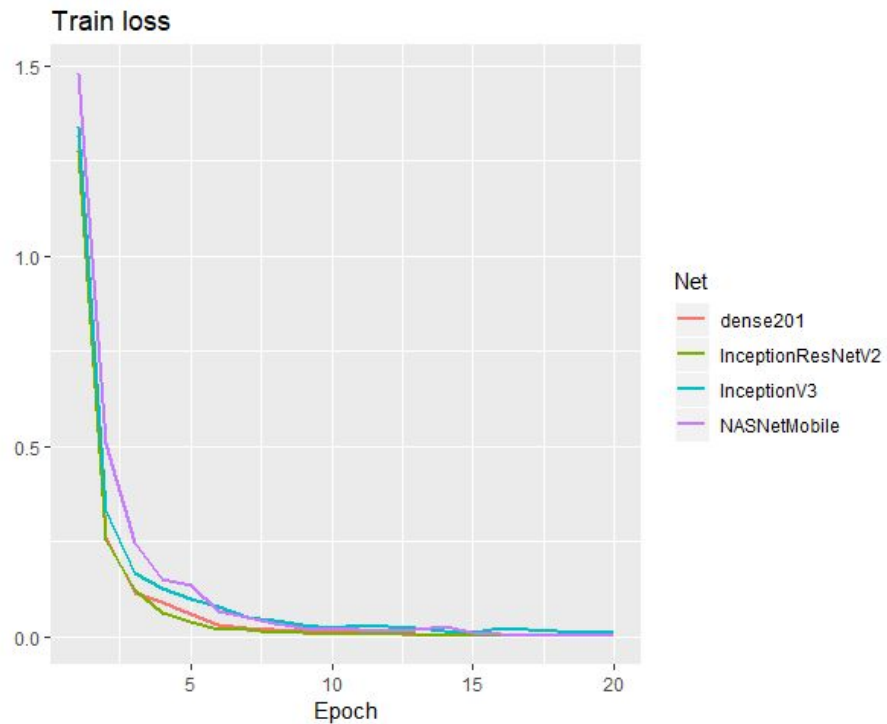 Train loss
1.5
1.0
0.5
0.0
5 10 15 20
Epoch
Net
dense201
InceptionResNetV2
InceptionV3
NASNetMobile